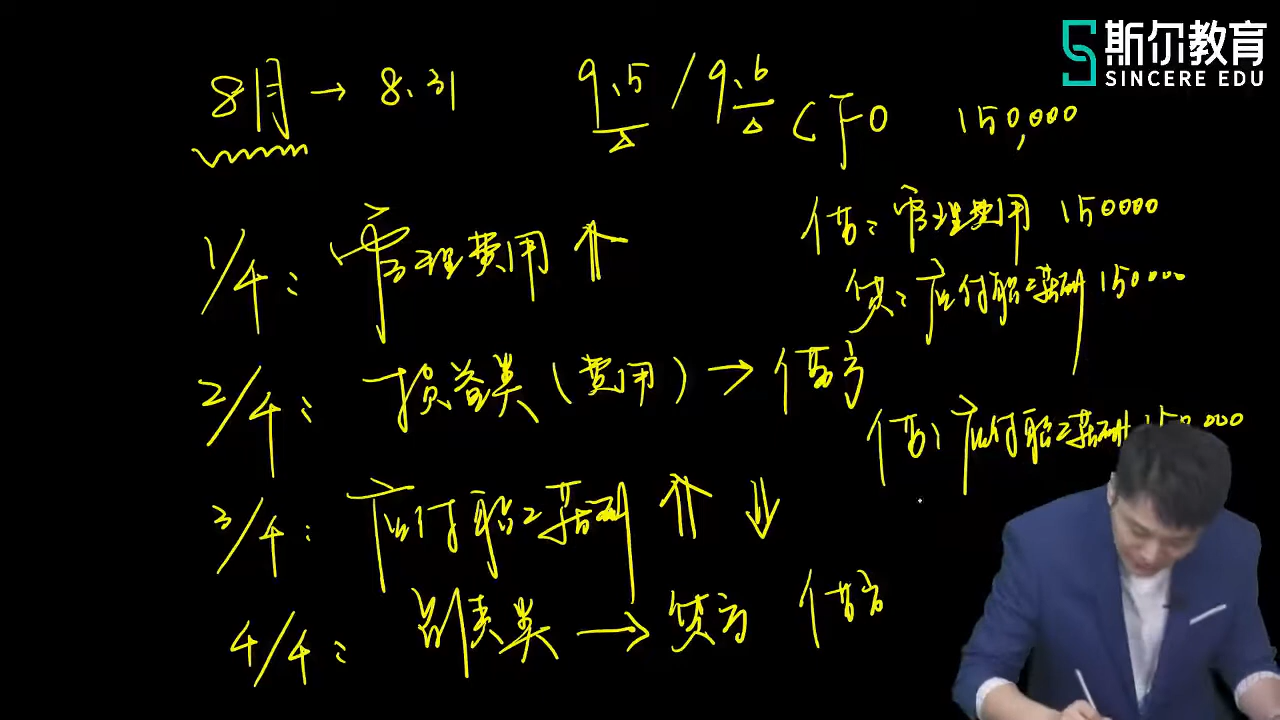 斯尔教育
SINCERE EDU
8月 → 8.31 9.5 / 9.6 CFO 150,000
1/4: 管理费用 ↑
借: 管理费用 150000
贷: 应付职工薪酬 150000
2/4: 损益类(费用) → 借方
借: 应付职工薪酬 150000
3/4: 应付职工薪酬 ↑ ↓
4/4: 负债类 → 贷方 借方